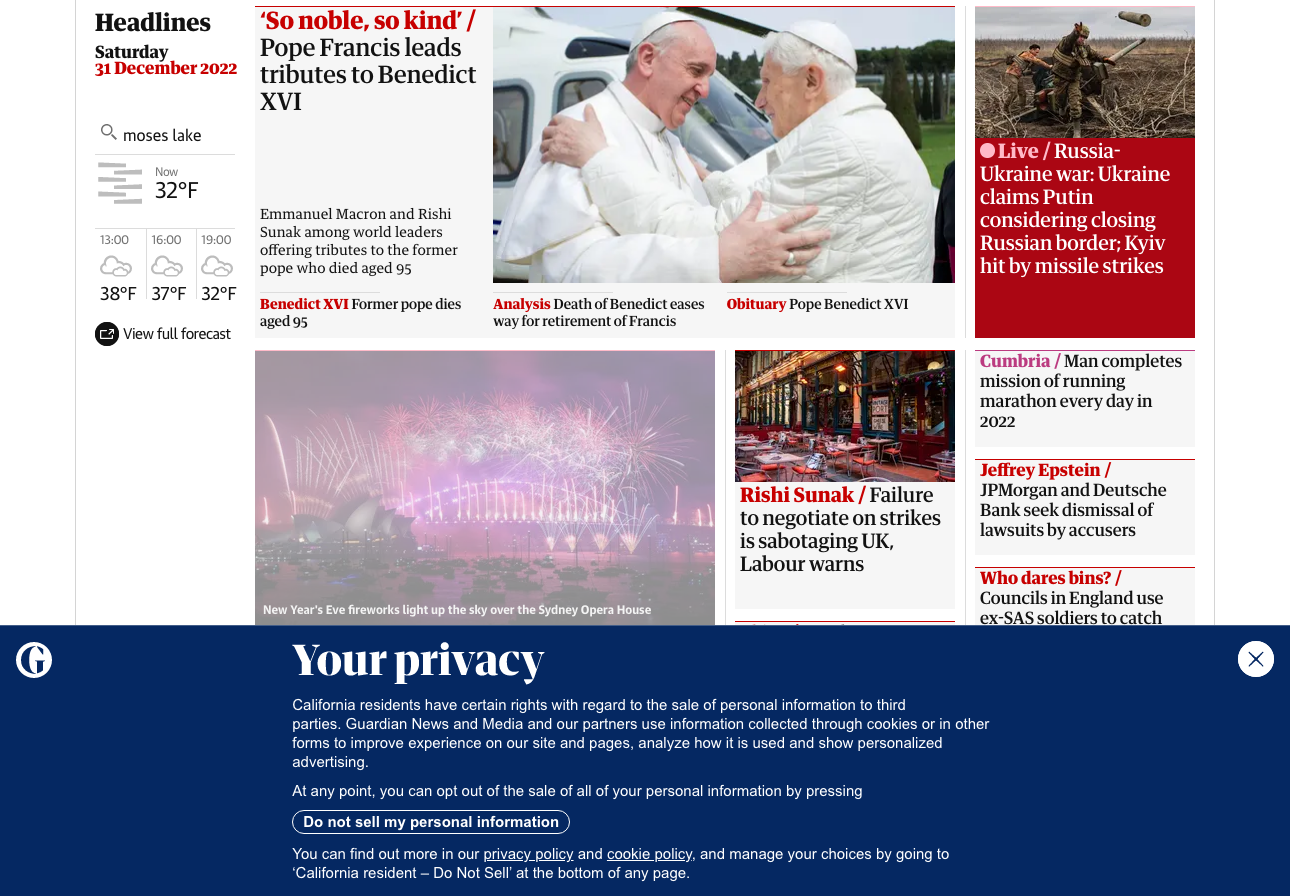 Headlines
Saturday
31 December 2022
moses lake
Now
32°F
13:00
38°F
16:00
37°F
19:00
32°F
View full forecast
‘So noble, so kind’ /
Pope Francis leads
tributes to Benedict
XVI
Emmanuel Macron and Rishi
Sunak among world leaders
offering tributes to the former
pope who died aged 95
Benedict XVI Former pope dies
aged 95
Analysis Death of Benedict eases
way for retirement of Francis
Obituary Pope Benedict XVI
Live / Russia-
Ukraine war: Ukraine
claims Putin
considering closing
Russian border; Kyiv
hit by missile strikes
New Year’s Eve fireworks light up the sky over the Sydney Opera House
Rishi Sunak / Failure
to negotiate on strikes
is sabotaging UK,
Labour warns
Cumbria / Man completes
mission of running
marathon every day in
2022
Jeffrey Epstein /
JPMorgan and Deutsche
Bank seek dismissal of
lawsuits by accusers
Who dares bins? /
Councils in England use
ex-SAS soldiers to catch
Your privacy
California residents have certain rights with regard to the sale of personal information to third
parties. Guardian News and Media and our partners use information collected through cookies or in other
forms to improve experience on our site and pages, analyze how it is used and show personalized
advertising.
At any point, you can opt out of the sale of all of your personal information by pressing
Do not sell my personal information
You can find out more in our privacy policy and cookie policy, and manage your choices by going to
‘California resident – Do Not Sell’ at the bottom of any page.